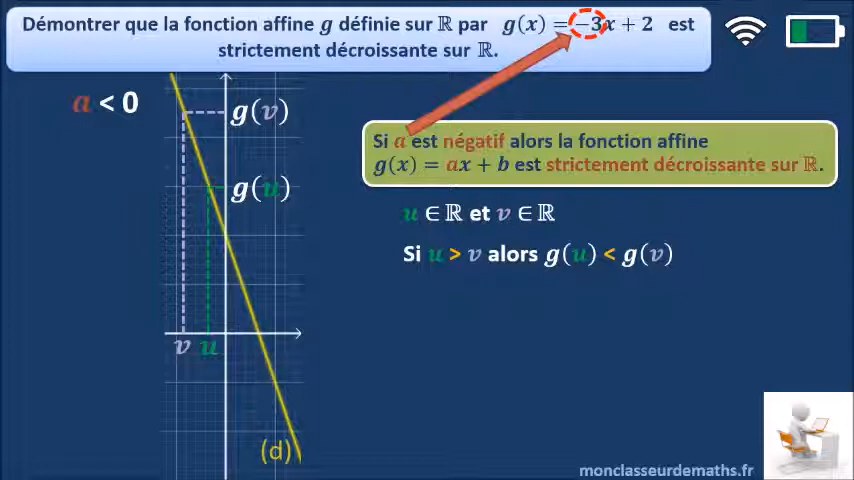 Démontrer que la fonction affine g définie sur ℝ par g(x) = −3x + 2 est
strictement décroissante sur ℝ.
a < 0
g(v)
g(u)
v u
(d)
Si a est négatif alors la fonction affine
g(x) = ax + b est strictement décroissante sur ℝ.
u ∈ ℝ et v ∈ ℝ
Si u > v alors g(u) < g(v)
monclasseurdemaths.fr